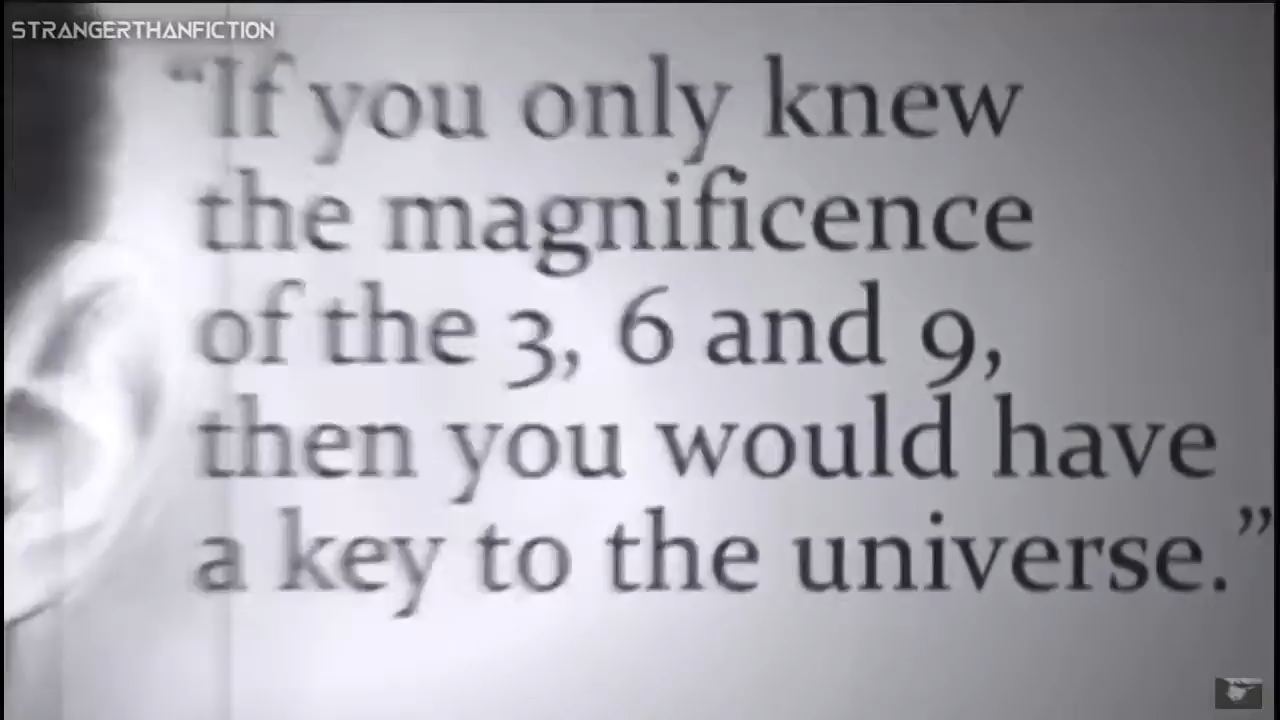 STRANGERTHANFICTION
“If you only knew
the magnificence
of the 3, 6 and 9,
then you would have
a key to the universe.”